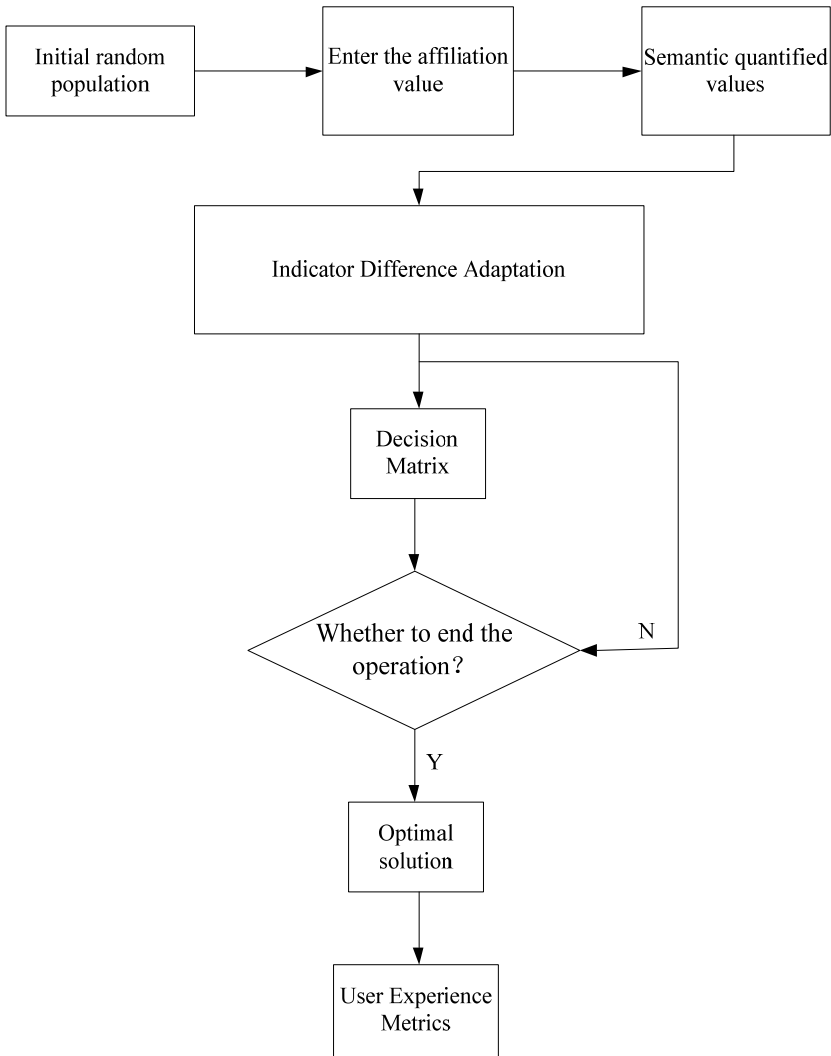 Initial random
population
Enter the affiliation
value
Semantic quantified
values
Indicator Difference Adaptation
Decision
Matrix
Whether to end the
operation？
N
Y
Optimal
solution
User Experience
Metrics